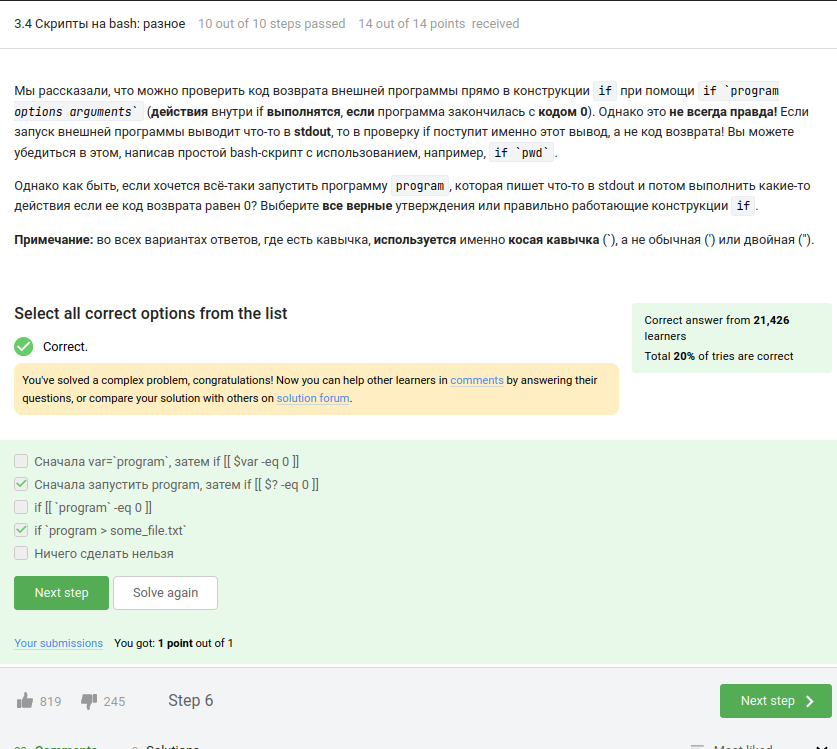 3.4 Скрипты на bash: разное 10 out of 10 steps passed 14 out of 14 points received
Мы рассказали, что можно проверить код возврата внешней программы прямо в конструкции if при помощи if `program
options arguments` (действия внутри if выполнятся, если программа закончилась с кодом 0). Однако это не всегда правда! Если
запуск внешней программы выводит что-то в stdout, то в проверку if поступит именно этот вывод, а не код возврата! Вы можете
убедиться в этом, написав простой bash-скрипт с использованием, например, if `pwd`.
Однако как быть, если хочется всё-таки запустить программу program, которая пишет что-то в stdout и потом выполнить какие-то
действия если ее код возврата равен 0? Выберите все верные утверждения или правильно работающие конструкции if.
Примечание: во всех вариантах ответов, где есть кавычка, используется именно косая кавычка (`), а не обычная (') или двойная (").
Select all correct options from the list
Correct.
You've solved a complex problem, congratulations! Now you can help other learners in comments by answering their
questions, or compare your solution with others on solution forum.
Correct answer from 21,426
learners
Total 20% of tries are correct
Сначала var=`program`, затем if [[ $var -eq 0 ]]
Сначала запустить program, затем if [[ $? -eq 0 ]]
if [[ `program` -eq 0 ]]
if `program > some_file.txt`
Ничего сделать нельзя
Next step Solve again
Your submissions You got: 1 point out of 1
819 245 Step 6 Next step
Comments Solutions Most liked